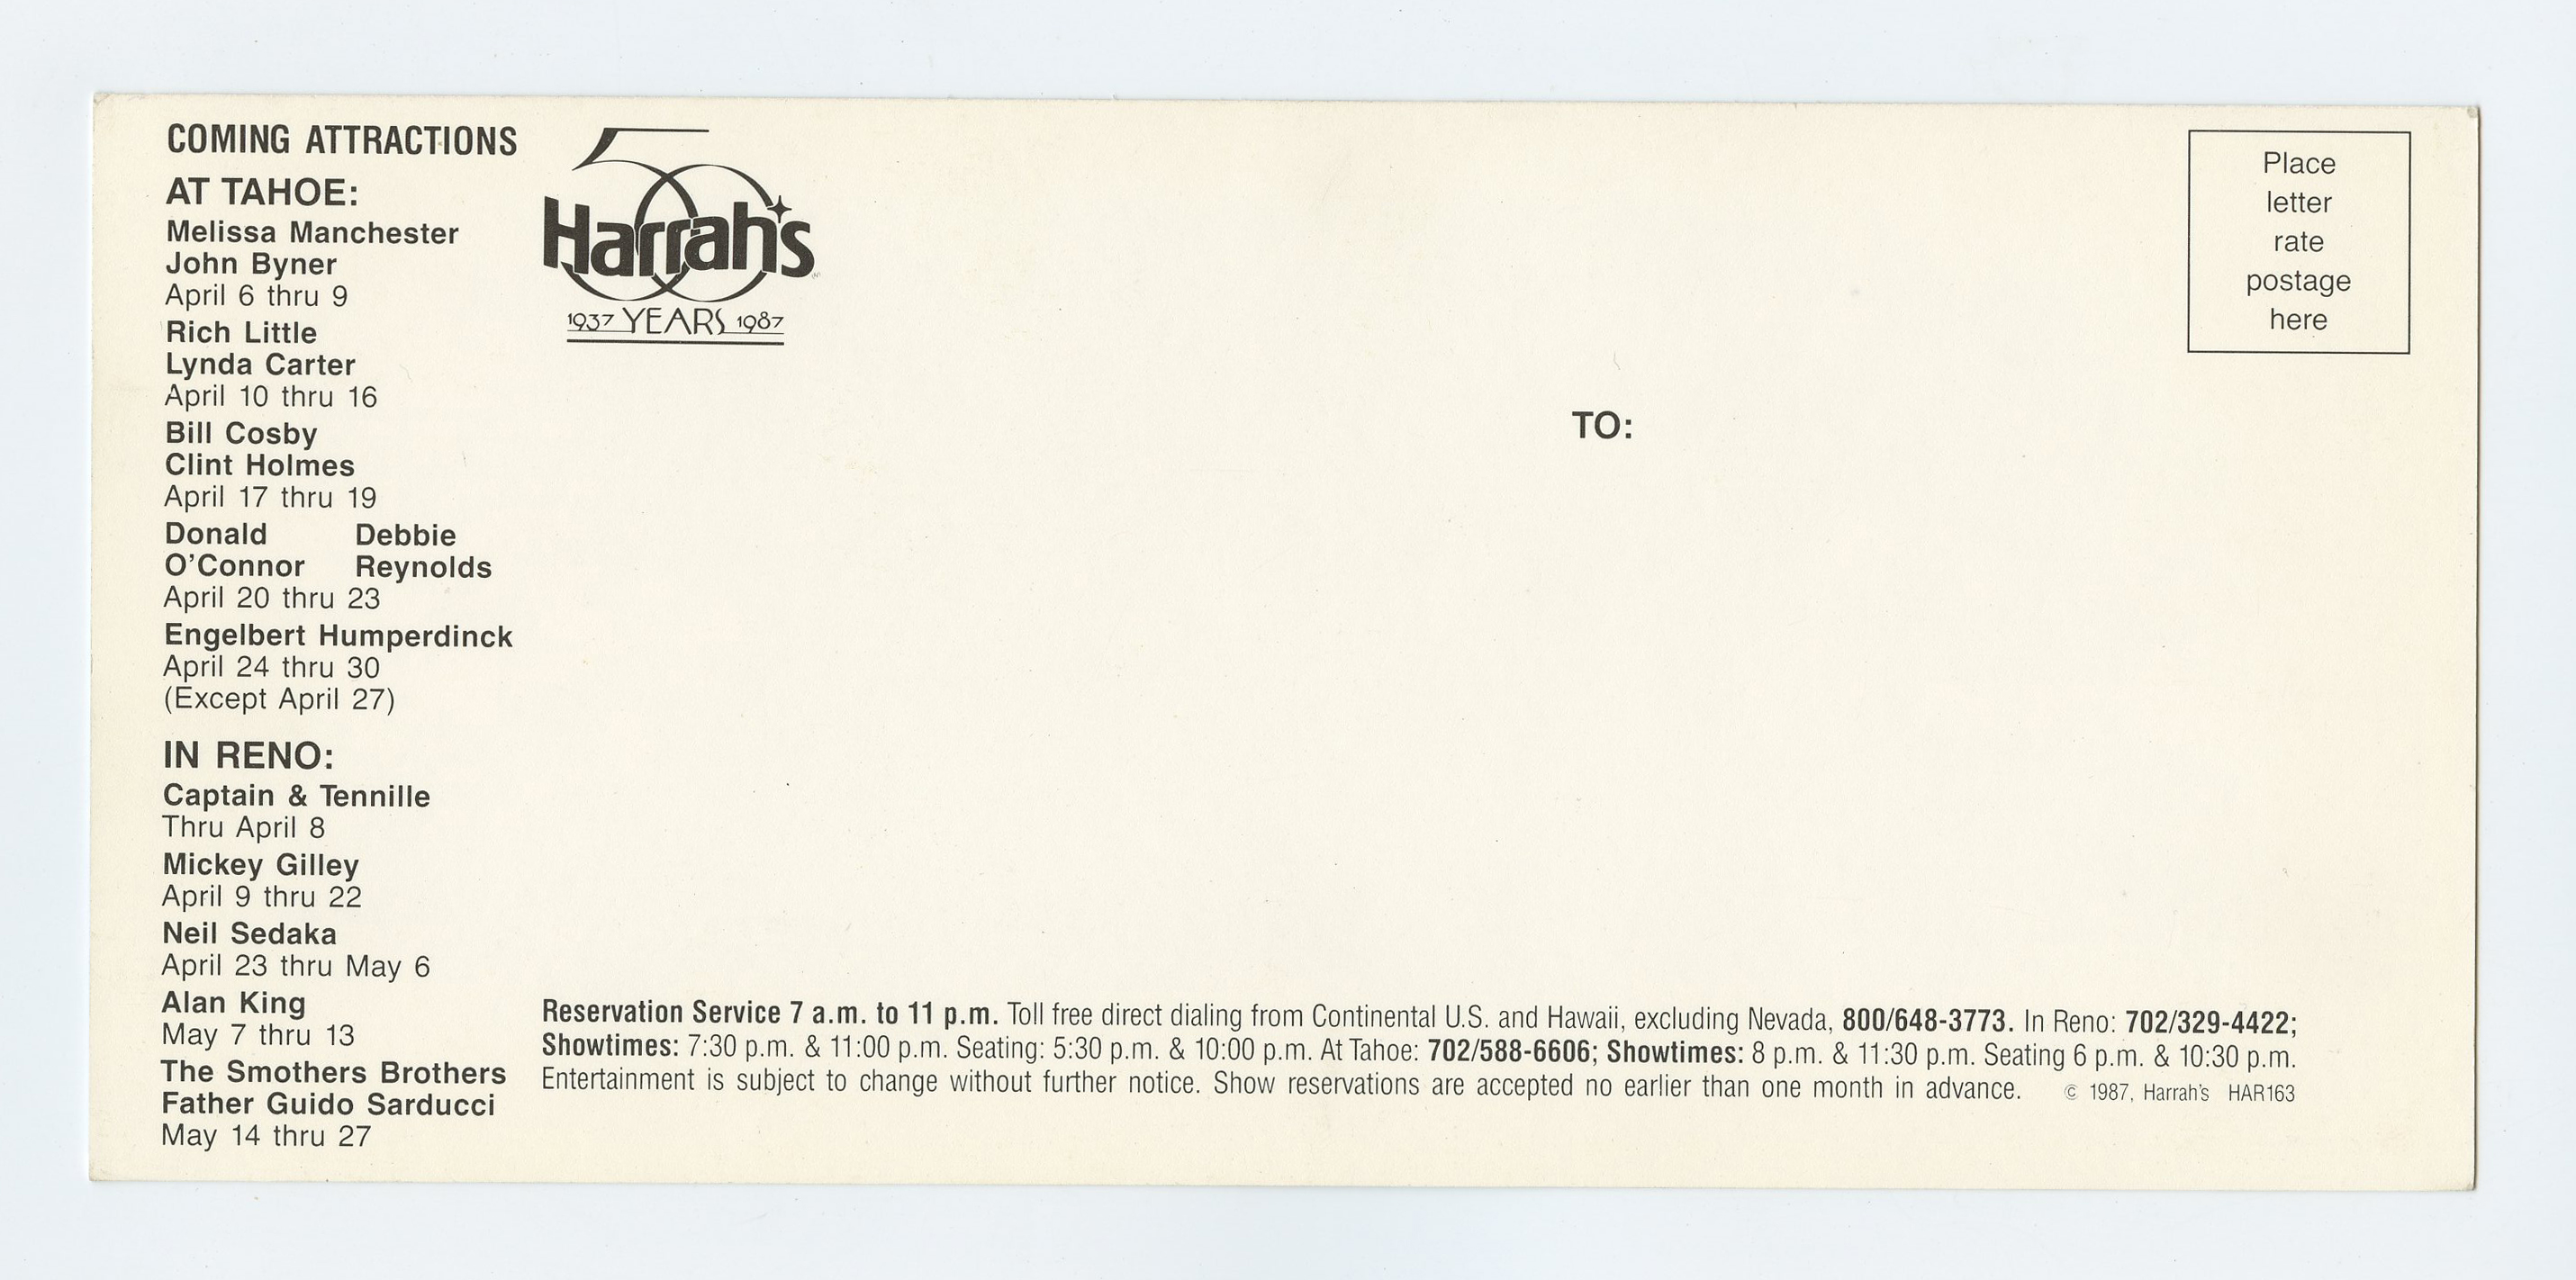 COMING ATTRACTIONS
AT TAHOE:
Melissa Manchester
John Byner
April 6 thru 9
Rich Little
Lynda Carter
April 10 thru 16
Bill Cosby
Clint Holmes
April 17 thru 19
Donald Debbie
O'Connor Reynolds
April 20 thru 23
Engelbert Humperdinck
April 24 thru 30
(Except April 27)
IN RENO:
Captain & Tennille
Thru April 8
Mickey Gilley
April 9 thru 22
Neil Sedaka
April 23 thru May 6
Alan King
May 7 thru 13
The Smothers Brothers
Father Guido Sarducci
May 14 thru 27
50
Harrah's
1937 YEARS 1987
Place
letter
rate
postage
here
TO:
Reservation Service 7 a.m. to 11 p.m. Toll free direct dialing from Continental U.S. and Hawaii, excluding Nevada, 800/648-3773. In Reno: 702/329-4422;
Showtimes: 7:30 p.m. & 11:00 p.m. Seating: 5:30 p.m. & 10:00 p.m. At Tahoe: 702/588-6606; Showtimes: 8 p.m. & 11:30 p.m. Seating 6 p.m. & 10:30 p.m.
Entertainment is subject to change without further notice. Show reservations are accepted no earlier than one month in advance. © 1987, Harrah's HAR163